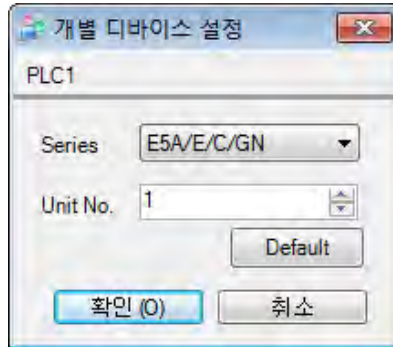 개별 디바이스 설정
PLC1
Series E5A/E/C/GN
Unit No. 1
Default
확인 (O) 취소